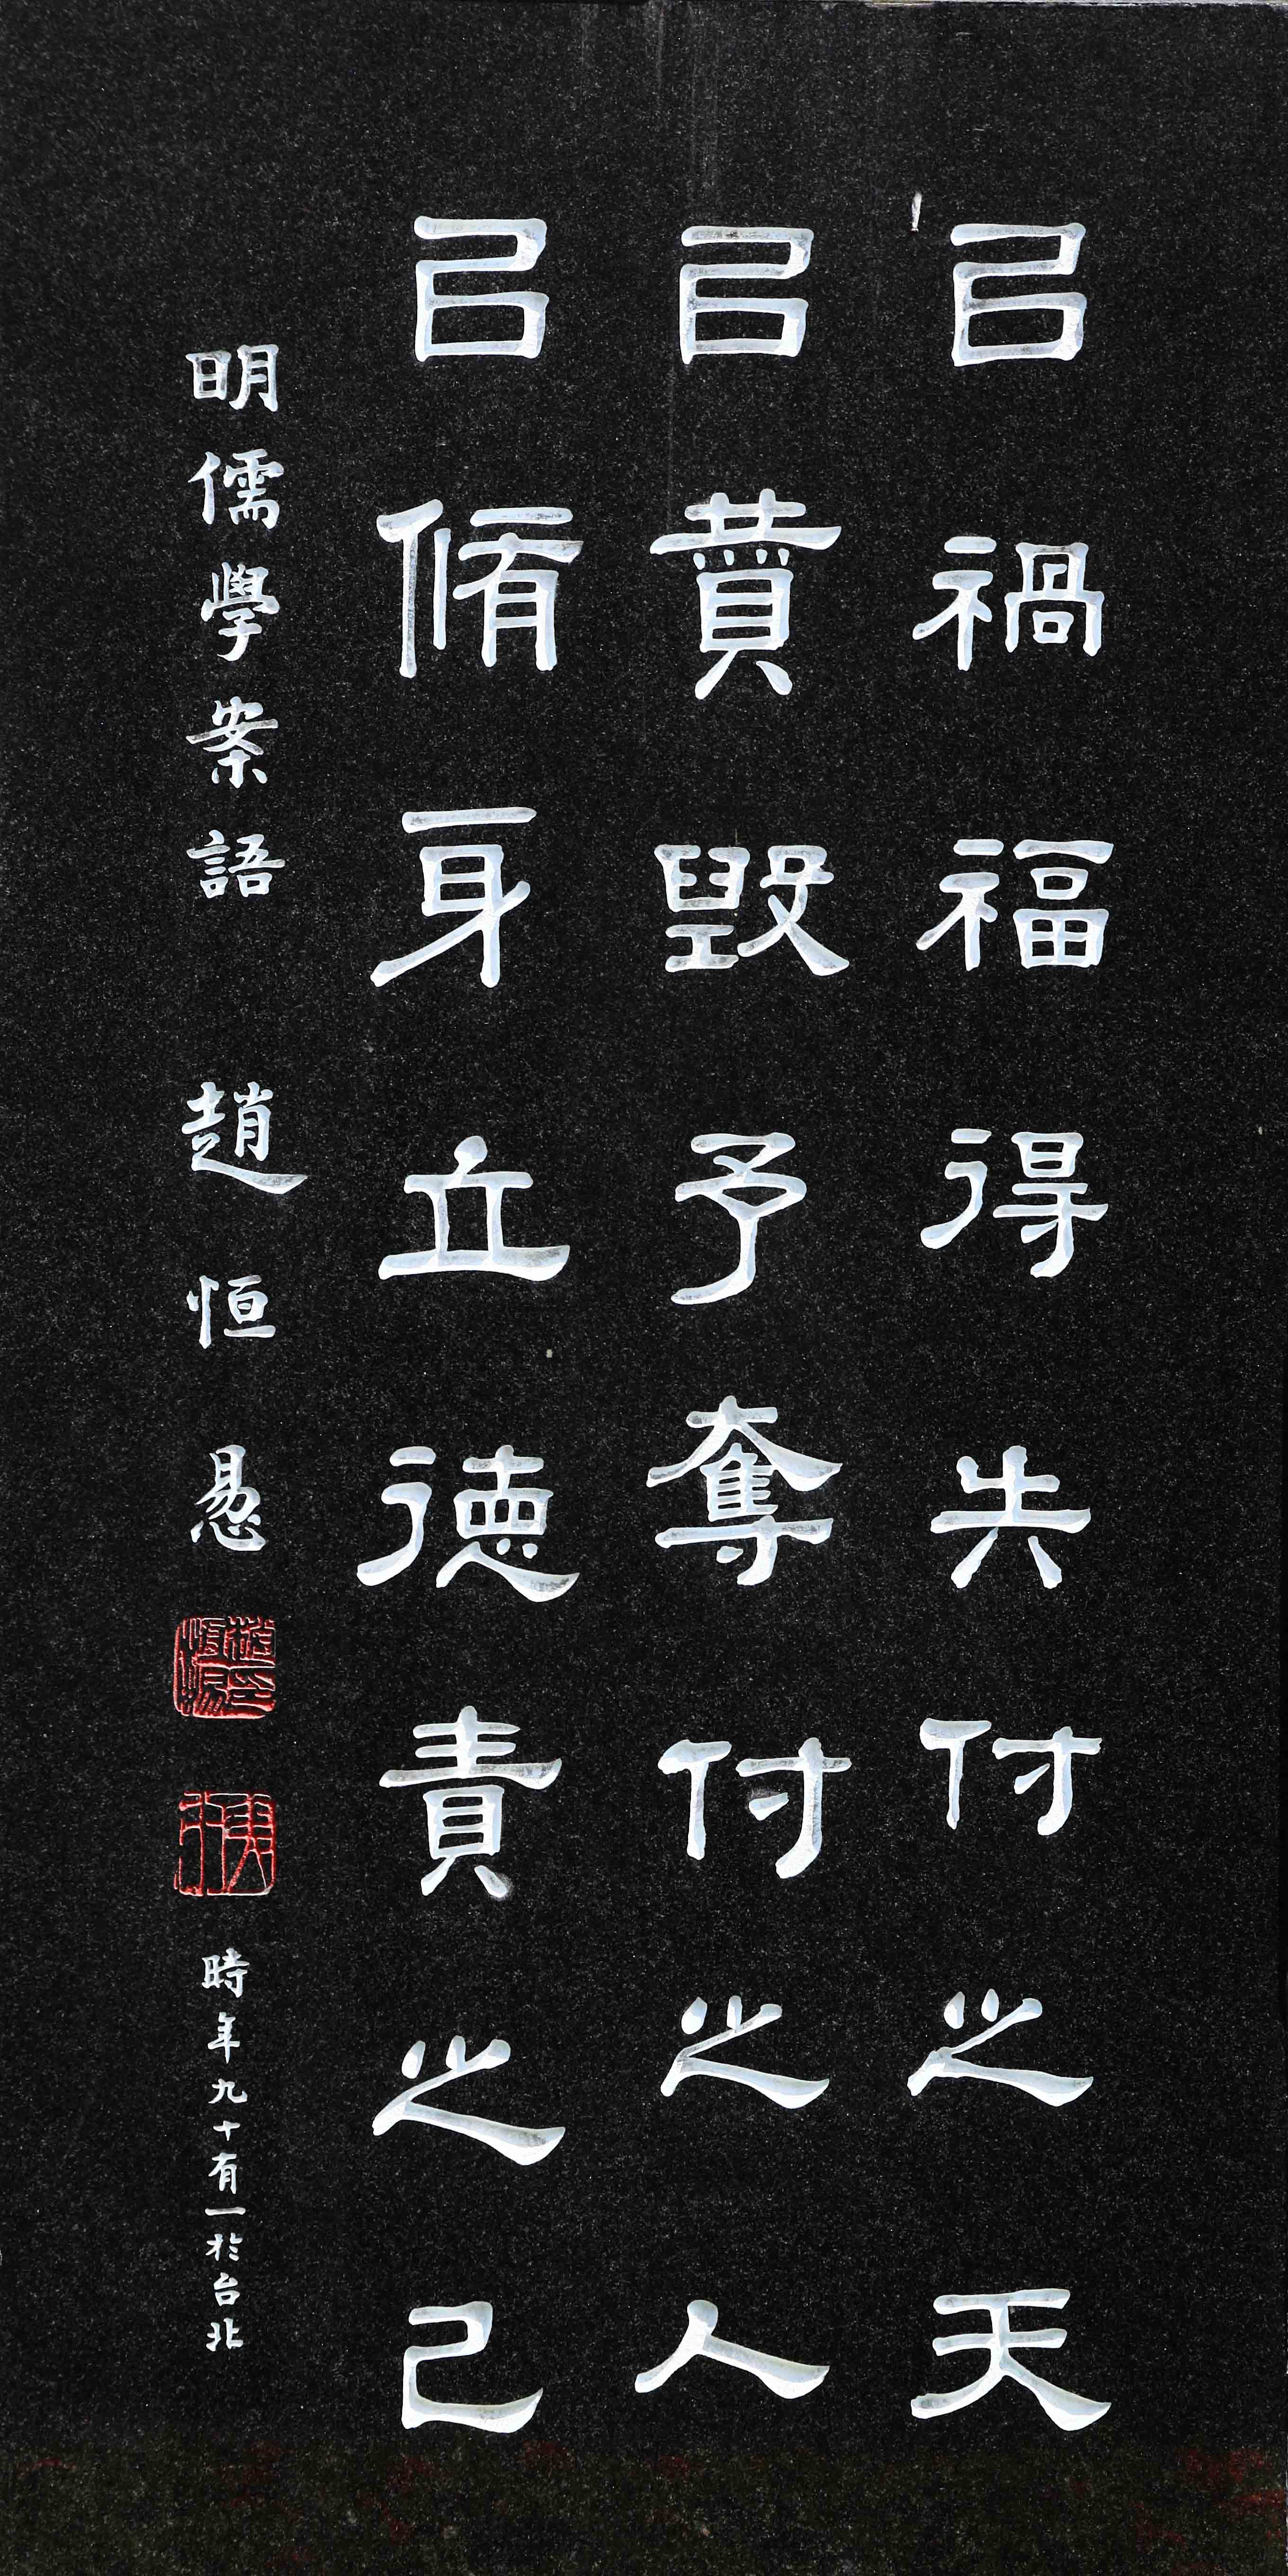 以禍福得失付之天
以贊毀予奪付之人
以脩身立德責之己
明儒學案語 趙恒惖 時年九十有一於台北